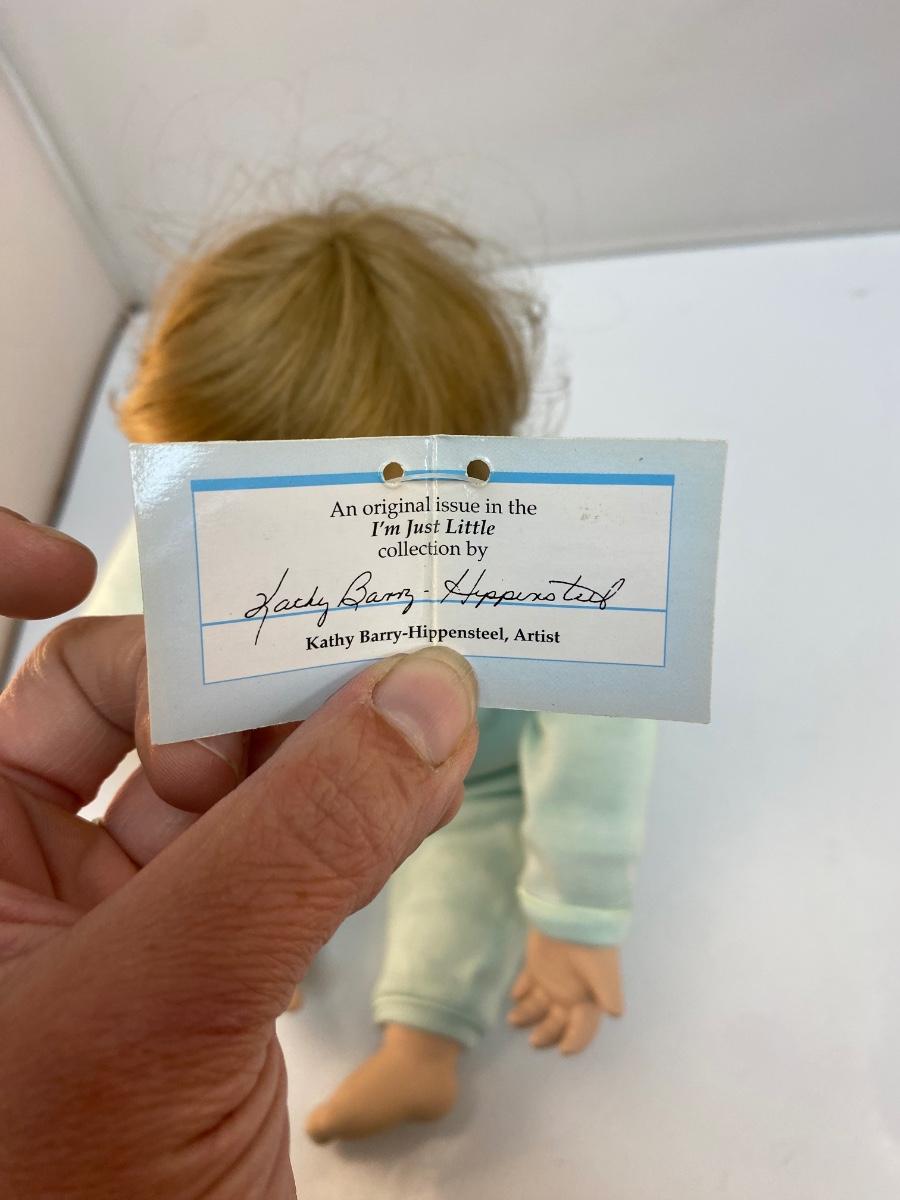 An original issue in the
I'm Just Little
collection by
Kathy Barry-Hippensteel
Kathy Barry-Hippensteel, Artist